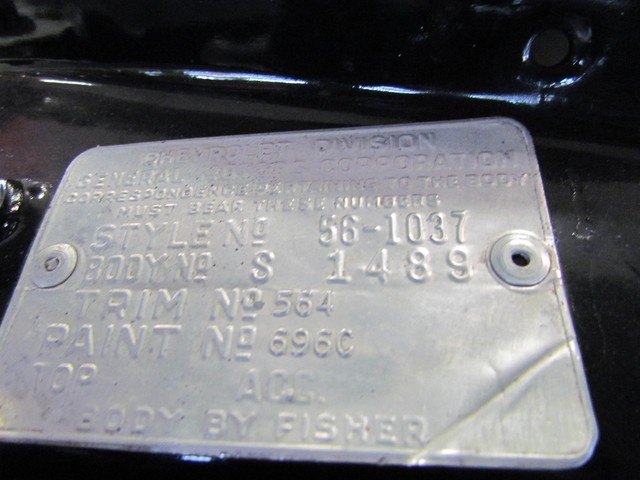 CHEVROLET DIVISION
GENERAL MOTORS CORPORATION
CORRESPONDENCE PERTAINING TO THE BODY
MUST BEAR THESE NUMBERS
STYLE Nº 56-1037
BODY Nº S 1489
TRIM Nº 564
PAINT Nº 696C
TOP ACC.
BODY BY FISHER